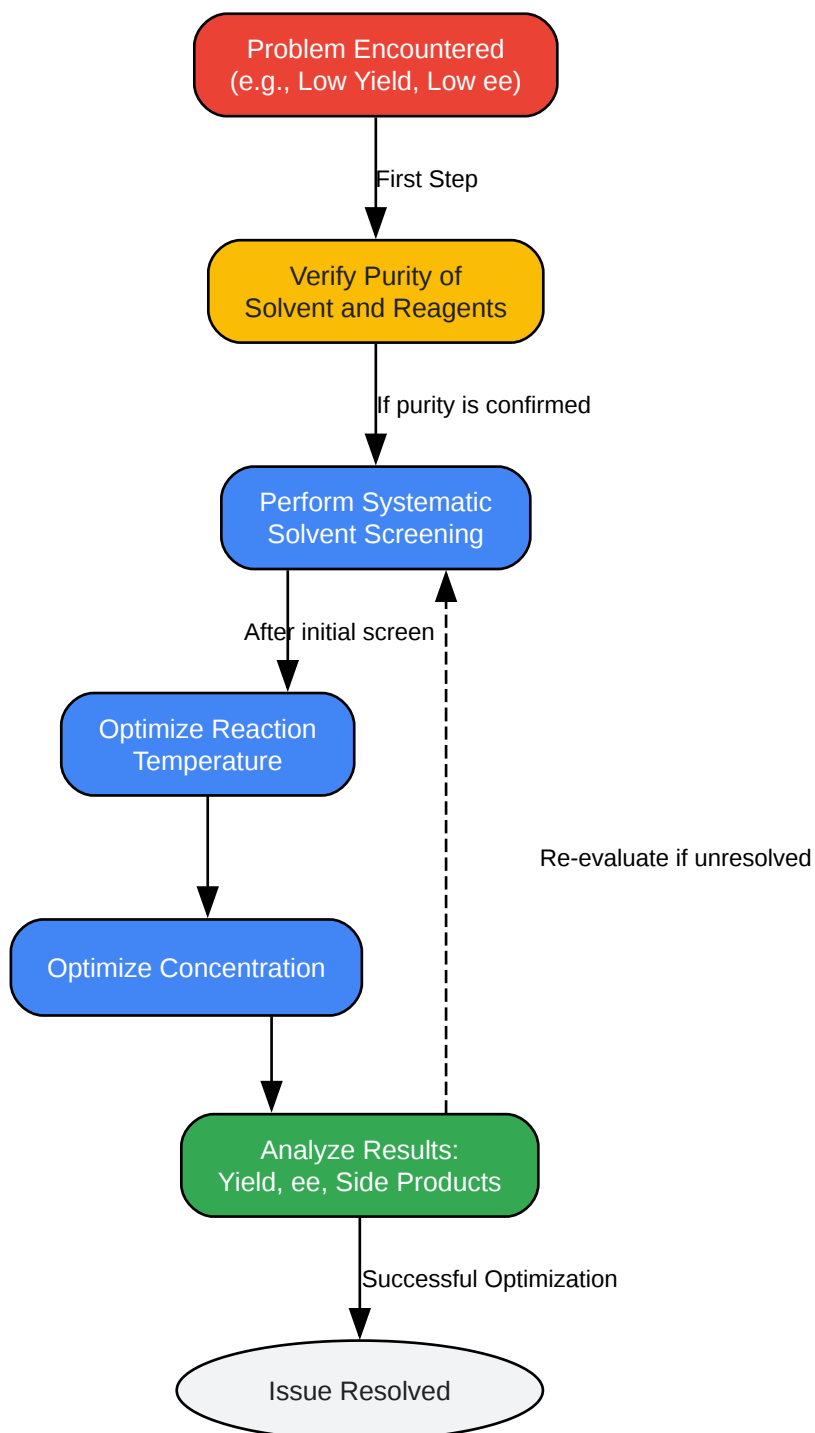 Problem Encountered
(e.g., Low Yield, Low ee)
First Step
Verify Purity of
Solvent and Reagents
If purity is confirmed
Perform Systematic
Solvent Screening
After initial screen
Optimize Reaction
Temperature
Re-evaluate if unresolved
Optimize Concentration
Analyze Results:
Yield, ee, Side Products
Successful Optimization
Issue Resolved